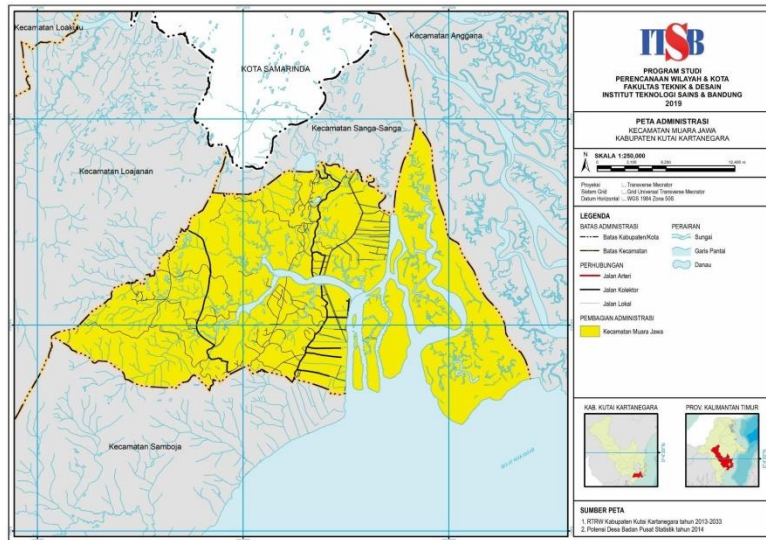 Kecamatan Loakulu
Kecamatan Anggana
KOTA SAMARINDA
Kecamatan Sanga-Sanga
Kecamatan Loajanan
Kecamatan Samboja
ITSB
PROGRAM STUDI
PERENCANAAN WILAYAH & KOTA
FAKULTAS TEKNIK & DESAIN
INSTITUT TEKNOLOGI SAINS & BANDUNG
2019
PETA ADMINISTRASI
KECAMATAN MUARA JAWA
KABUPATEN KUTAI KARTANEGARA
N
SKALA 1:250,000
Proyeksi :... Transverse Mecrator
Sistem Grid :... Grid Universal Transverse Mecrator
Datum Horizontal :... WGS 1984 Zona 50S
LEGENDA
BATAS ADMINISTRASI
Batas Kabupaten/Kota
Batas Kecamatan
PERHUBUNGAN
Jalan Arteri
Jalan Kolektor
Jalan Lokal
PEMBAGIAN ADMINISTRASI
Kecamatan Muara Jawa
PERAIRAN
Sungai
Garis Pantai
Danau
KAB. KUTAI KARTANEGARA
PROV. KALIMANTAN TIMUR
SUMBER PETA
1. RTRW Kabupaten Kutai Kartanegara tahun 2013-2033
2. Potensi Desa Badan Pusat Statistik tahun 2014